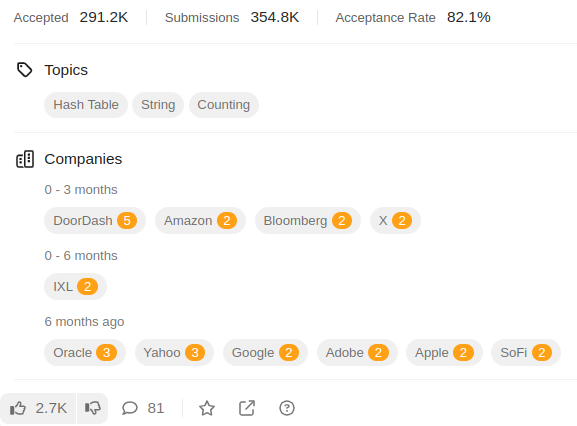 Accepted 291.2K Submissions 354.8K Acceptance Rate 82.1%
Topics
Hash Table String Counting
Companies
0 - 3 months
DoorDash 5 Amazon 2 Bloomberg 2 X 2
0 - 6 months
IXL 2
6 months ago
Oracle 3 Yahoo 3 Google 2 Adobe 2 Apple 2 SoFi 2
2.7K 81